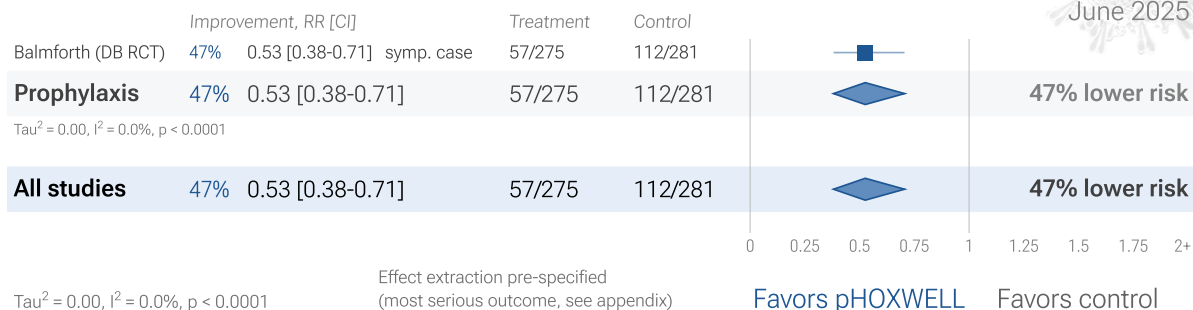 June 2025
Improvement, RR [CI] Treatment Control
Balmforth (DB RCT) 47% 0.53 [0.38-0.71] symp. case 57/275 112/281
Prophylaxis 47% 0.53 [0.38-0.71] 57/275 112/281 47% lower risk
Tau² = 0.00, I² = 0.0%, p < 0.0001
All studies 47% 0.53 [0.38-0.71] 57/275 112/281 47% lower risk
0 0.25 0.5 0.75 1 1.25 1.5 1.75 2+
Effect extraction pre-specified
Tau² = 0.00, I² = 0.0%, p < 0.0001 (most serious outcome, see appendix) Favors pHOXWELL Favors control